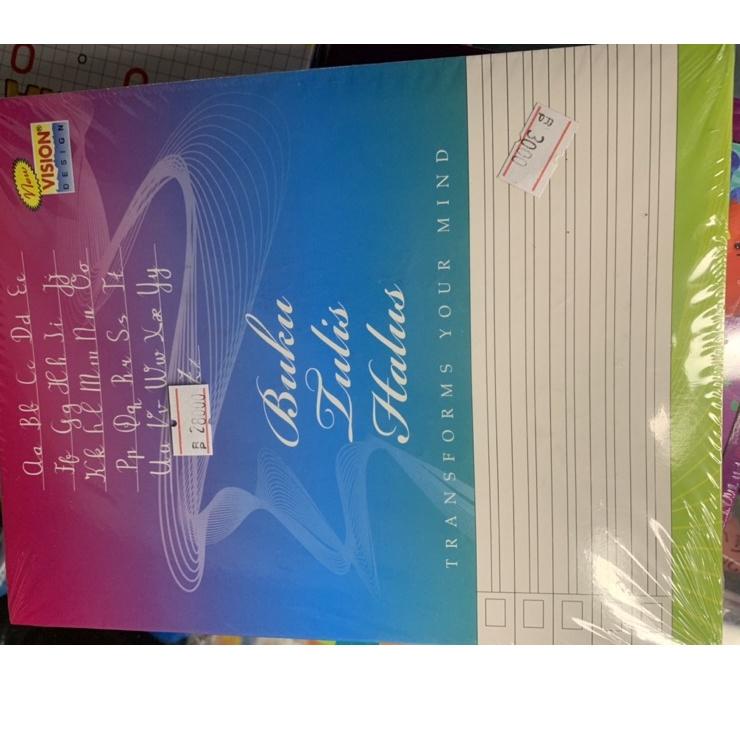 New
VISION®
DESIGN
Aa Bb Cc Dd Ee
Ff Gg Hh Ii Jj
Kk Ll Mm Nn Oo
Pp Qq Rr Ss Tt
Uu Vv Ww Xx Yy
Zz
Rp 28000
Buku
Tulis
Halus
TRANSFORMS YOUR MIND
Rp 3000